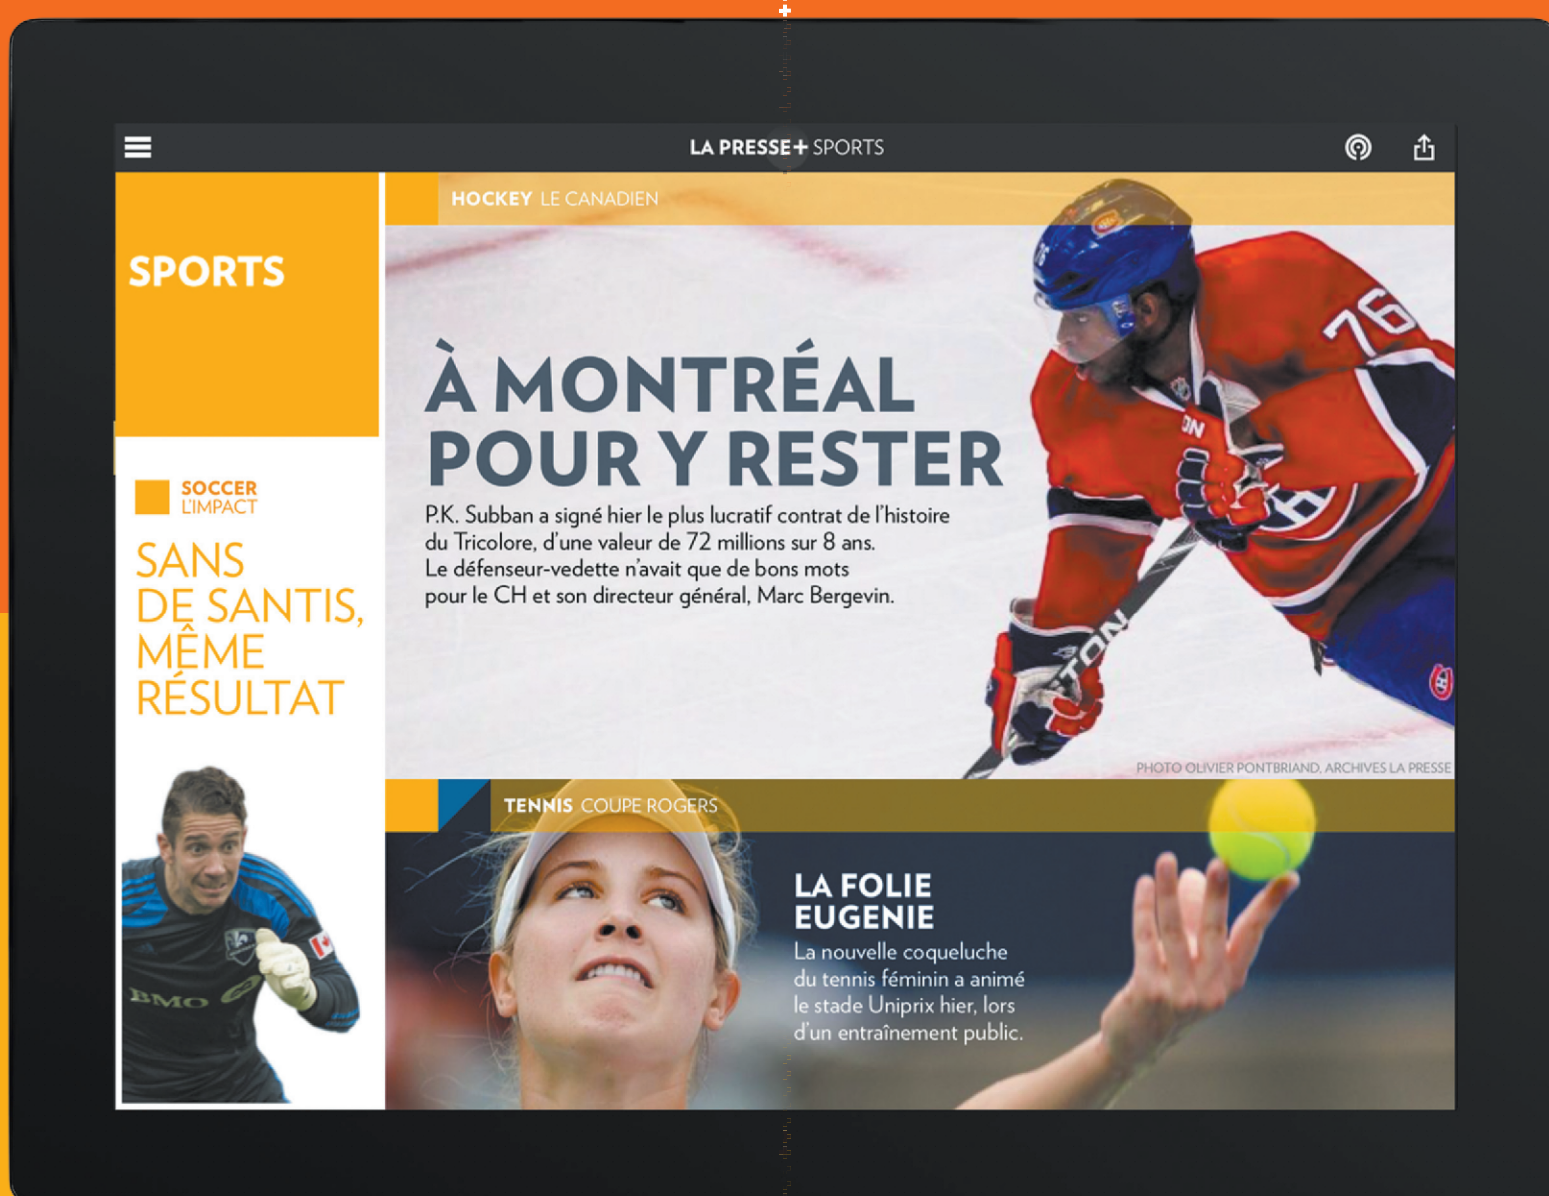 LA PRESSE+ SPORTS
SPORTS
SOCCER
L'IMPACT
SANS
DE SANTIS,
MÊME
RÉSULTAT
BMO
HOCKEY LE CANADIEN
76
76
À MONTRÉAL
POUR Y RESTER
P.K. Subban a signé hier le plus lucratif contrat de l'histoire
du Tricolore, d'une valeur de 72 millions sur 8 ans.
Le défenseur-vedette n'avait que de bons mots
pour le CH et son directeur général, Marc Bergevin.
TON
PHOTO OLIVIER PONTBRIAND, ARCHIVES LA PRESSE
TENNIS COUPE ROGERS
LA FOLIE
EUGENIE
La nouvelle coqueluche
du tennis féminin a animé
le stade Uniprix hier, lors
d'un entraînement public.